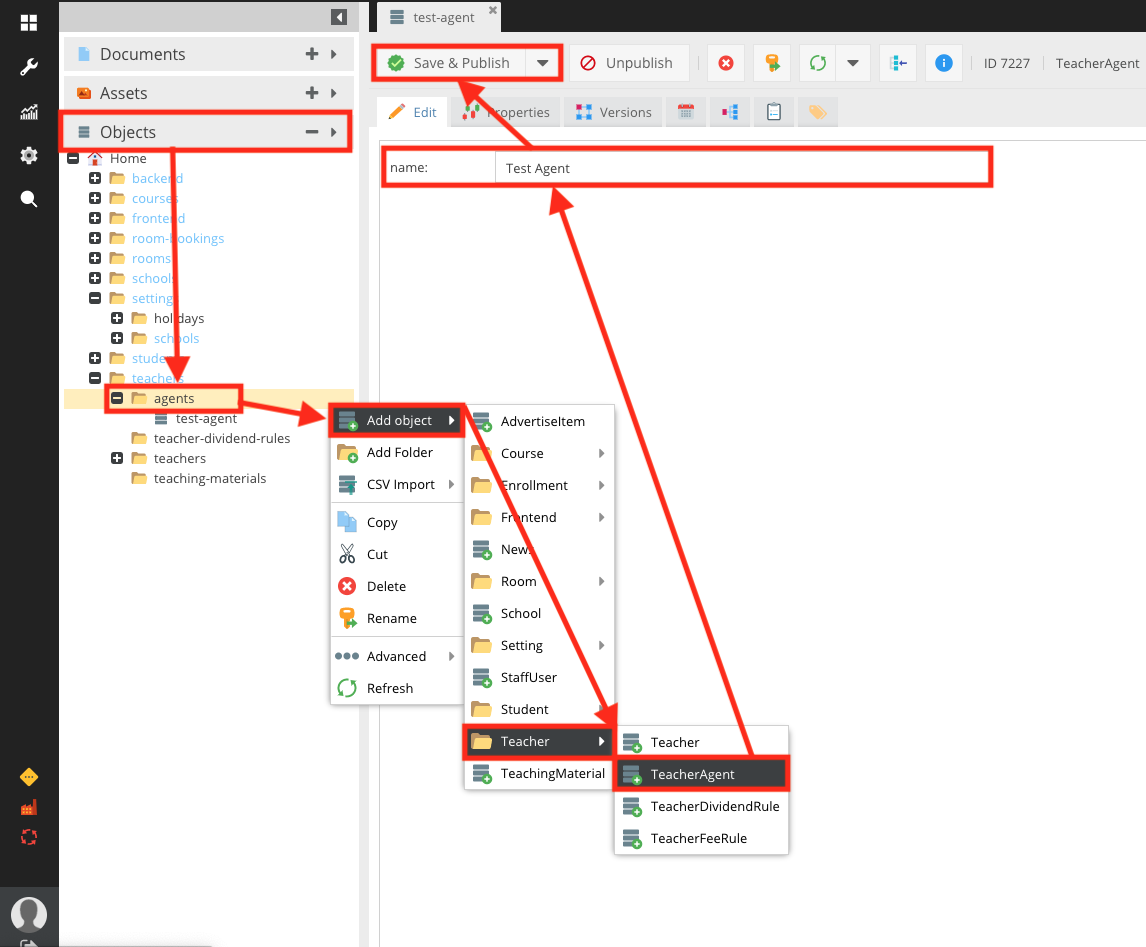 Documents
Assets
Objects
Home
backend
courses
frontend
room-bookings
rooms
schools
setting
holidays
schools
students
teachers
agents
test-agent
teacher-dividend-rules
teachers
teaching-materials
test-agent
Save & Publish
Unpublish
ID 7227
TeacherAgent
Edit
Properties
Versions
name:
Test Agent
Add object
Add Folder
CSV Import
Copy
Cut
Delete
Rename
Advanced
Refresh
AdvertiseItem
Course
Enrollment
Frontend
News
Room
School
Setting
StaffUser
Student
Teacher
TeachingMaterial
Teacher
TeacherAgent
TeacherDividendRule
TeacherFeeRule